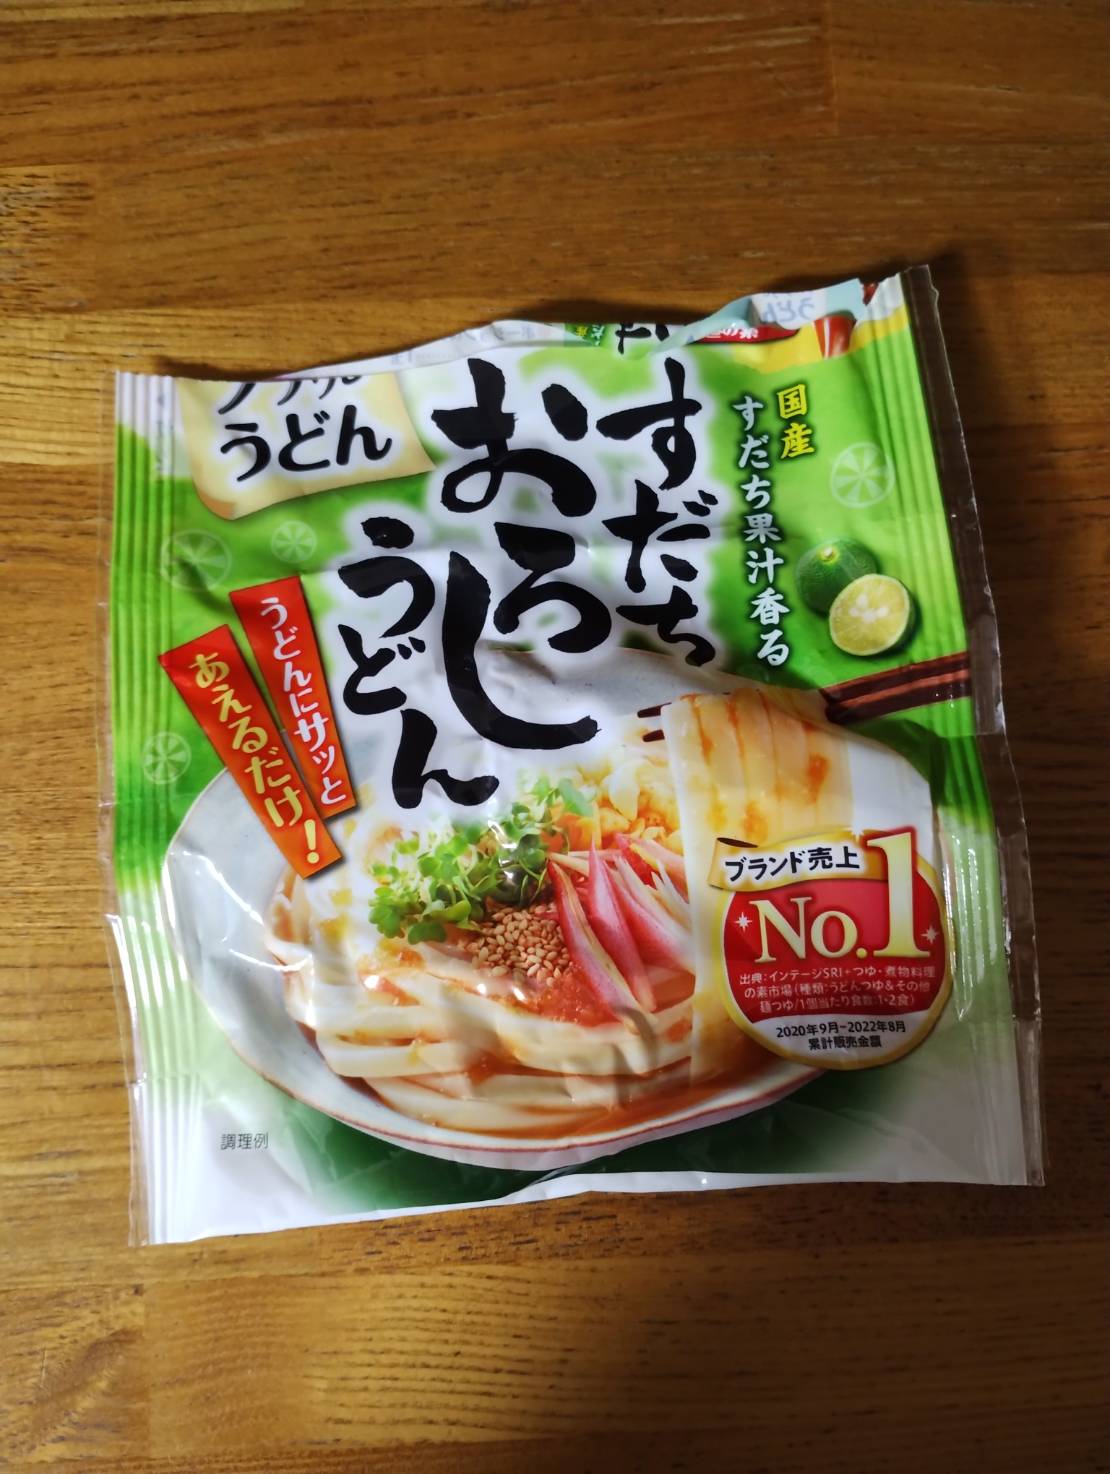 うどん
の素
うどん
国産
すだち果汁香る
すだち
おろし
うどん
うどんにサッと
あえるだけ!
ブランド売上
No.1
出典:インテージSRI+つゆ・煮物料理
の素市場(種類:うどんつゆ&その他
麺つゆ/1個当たり食数:1・2食)
2020年9月-2022年8月
累計販売金額
調理例